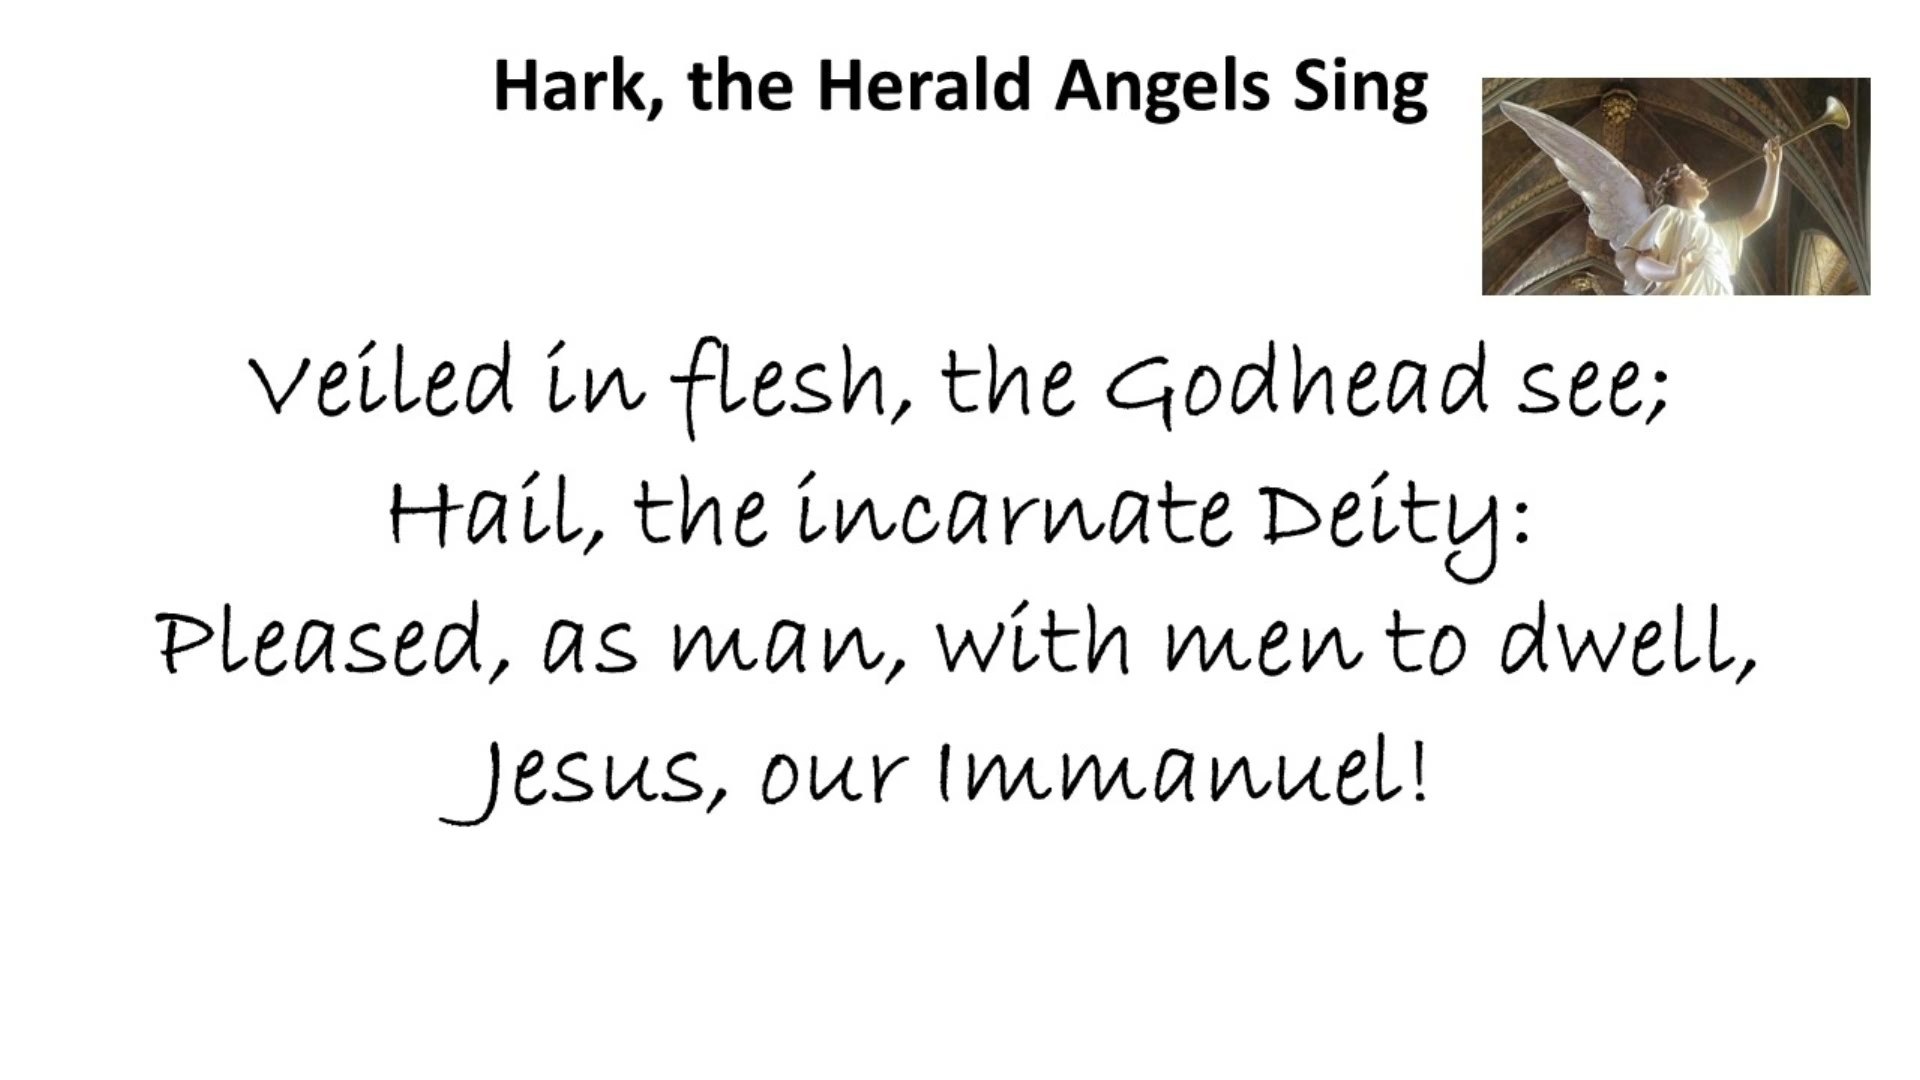 Hark, the Herald Angels Sing
Veiled in flesh, the Godhead see;
Hail, the incarnate Deity:
Pleased, as man, with men to dwell,
Jesus, our Immanuel!